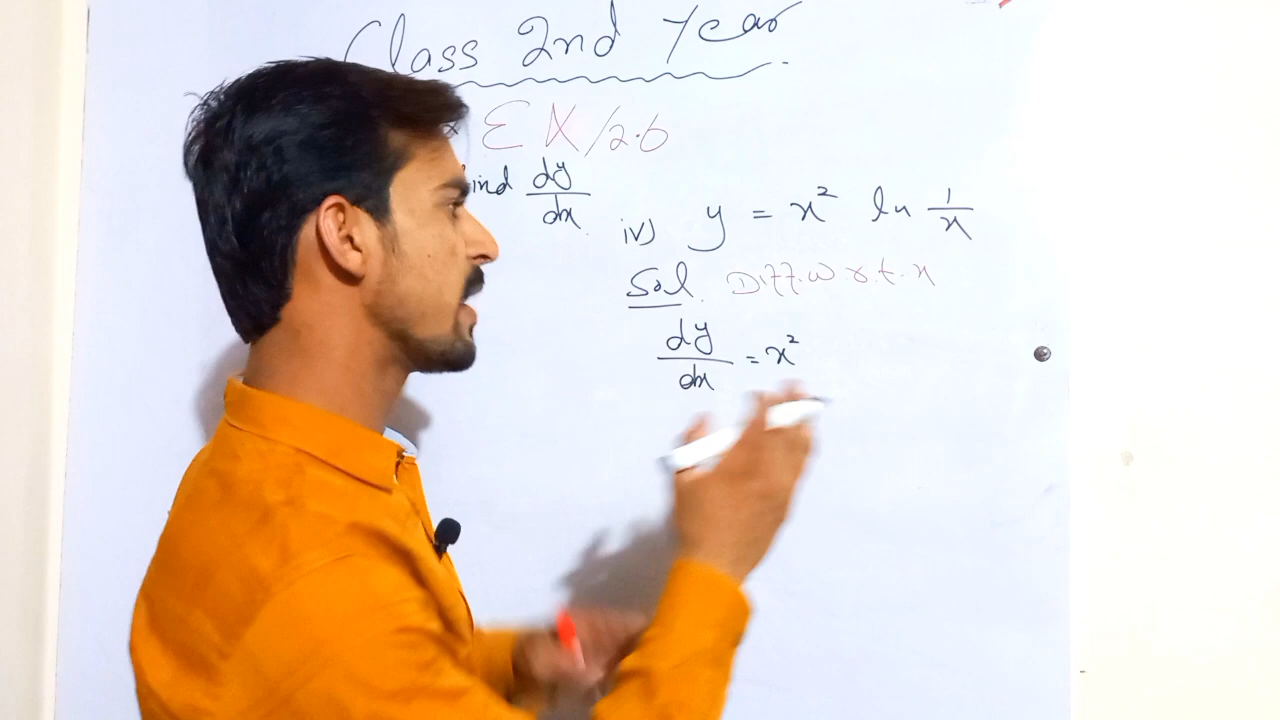 Class 2nd Year
EX/2.6
ind dy/dx
iv) y = x² ln 1/x
Sol. Diff.w.r.t.x
dy/dx = x²